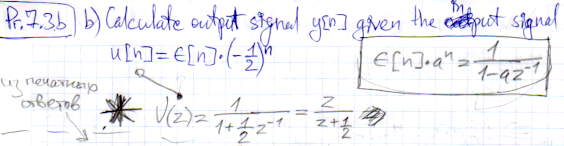 Pr.7.3b b) Calculate output signal y[n] given the input signal
u[n]=ϵ[n]·(-1/2)^n
ϵ[n]·a^n = 1/(1-az^-1)
из печатных ответов
* U(z)= 1/(1+1/2 z^-1) = z/(z+1/2)